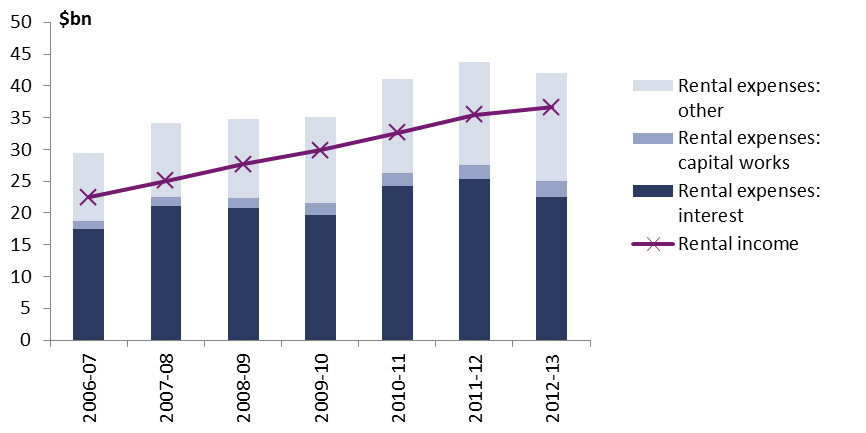 $bn
50
45
40
35
30
25
20
15
10
5
0
2006-07
2007-08
2008-09
2009-10
2010-11
2011-12
2012-13
Rental expenses:
other
Rental expenses:
capital works
Rental expenses:
interest
Rental income